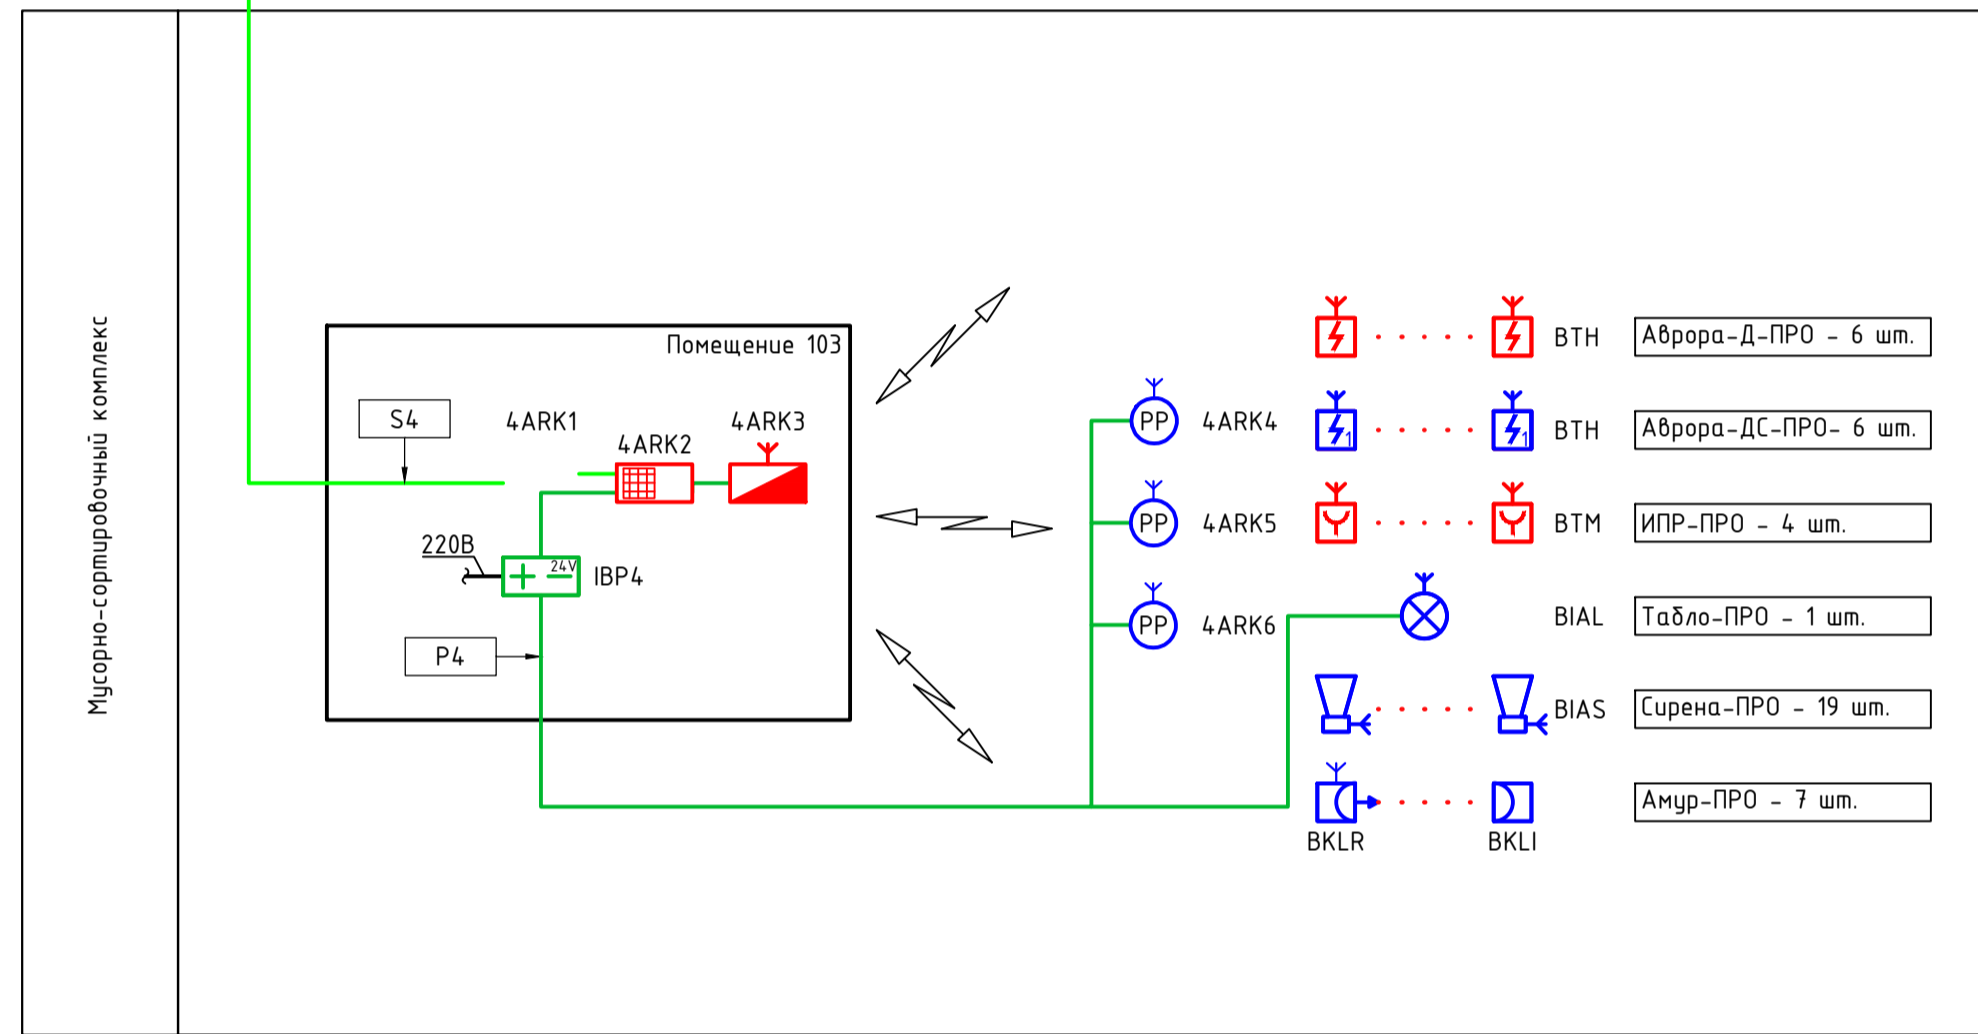 Мусорно-сортировочный комплекс
Помещение 103
S4
4ARK1
4ARK2
4ARK3
220В
24V
IBP4
P4
PP
4ARK4
PP
4ARK5
PP
4ARK6
BTH
Аврора-Д-ПРО - 6 шт.
1
1
BTH
Аврора-ДС-ПРО- 6 шт.
BTM
ИПР-ПРО - 4 шт.
BIAL
Табло-ПРО - 1 шт.
BIAS
Сирена-ПРО - 19 шт.
Амур-ПРО - 7 шт.
BKLR
BKLI